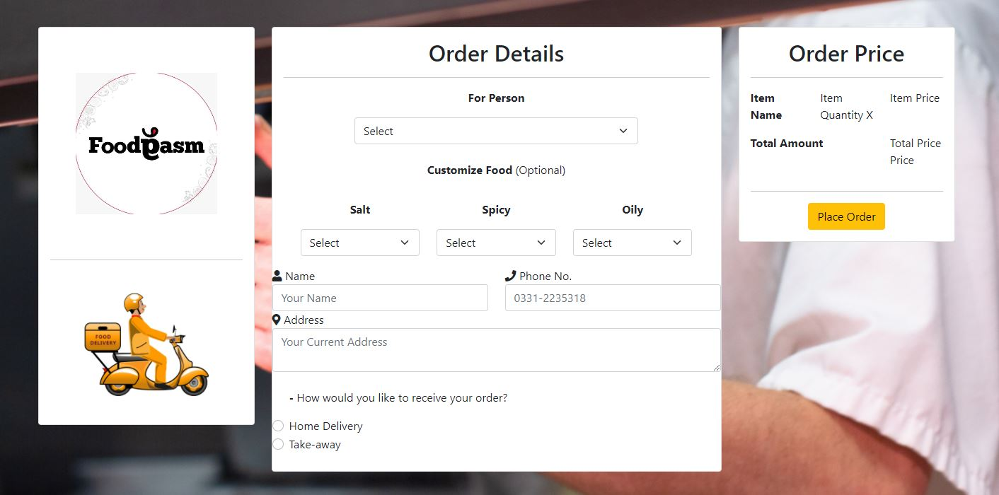 Foodgasm
FOOD
DELIVERY
Order Details
For Person
Select
Customize Food (Optional)
Salt
Spicy
Oily
Select
Select
Select
Name
Phone No.
Your Name
0331-2235318
Address
Your Current Address
- How would you like to receive your order?
Home Delivery
Take-away
Order Price
Item
Name
Item
Quantity X
Item Price
Total Amount
Total Price
Price
Place Order